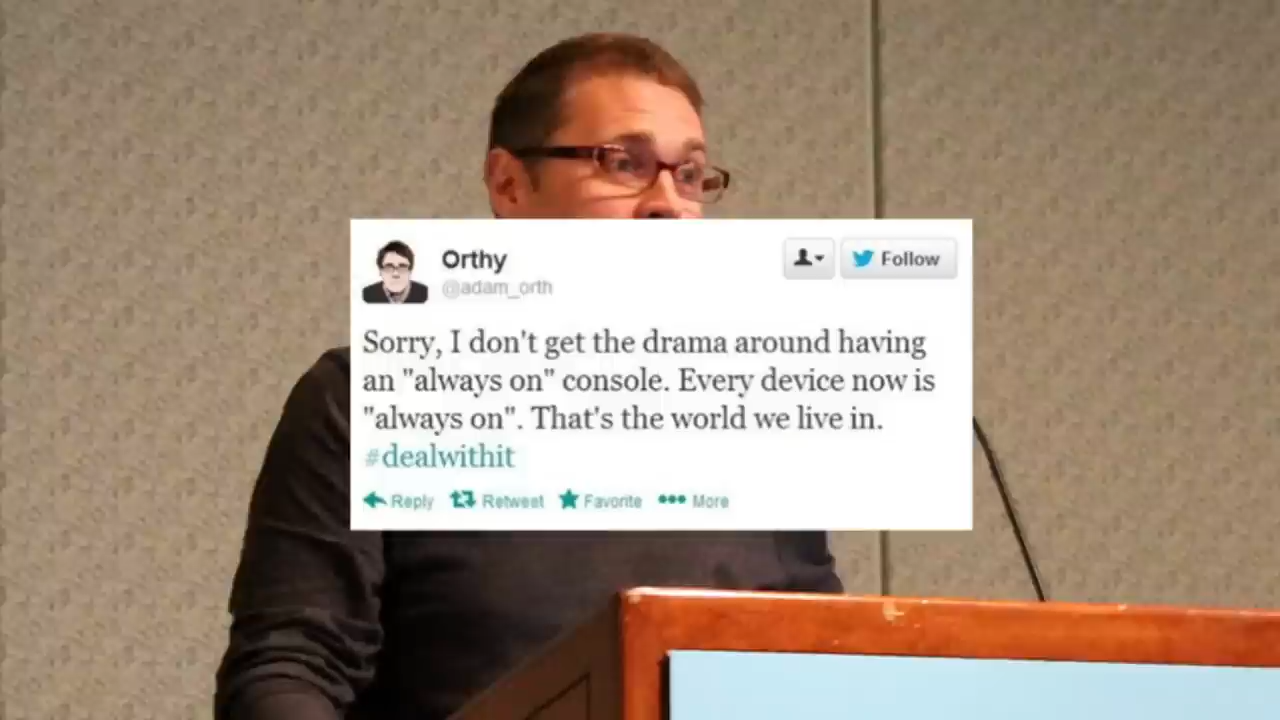 Orthy
@adam_orth
Follow
Sorry, I don't get the drama around having
an "always on" console. Every device now is
"always on". That's the world we live in.
#dealwithit
Reply Retweet Favorite More